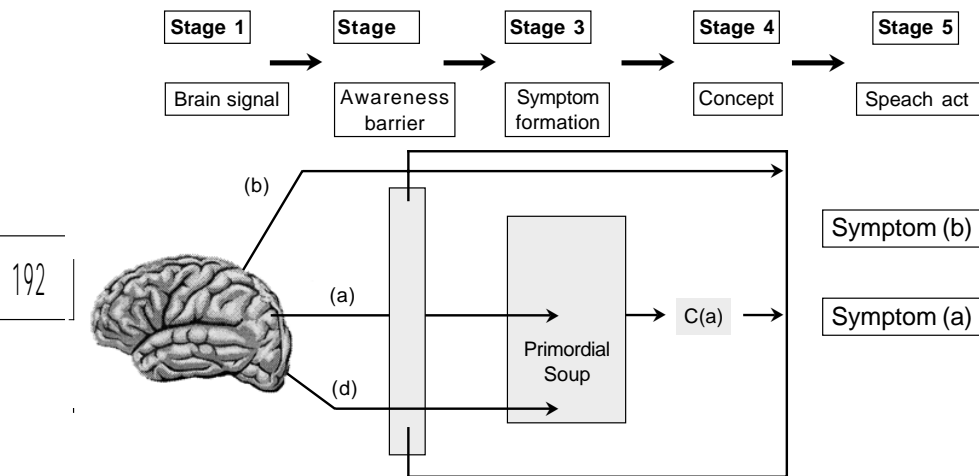 Stage 1
Stage
Stage 3
Stage 4
Stage 5
Brain signal
Awareness
barrier
Symptom
formation
Concept
Speach act
(b)
Symptom (b)
192
(a)
C(a)
Symptom (a)
Primordial
Soup
(d)